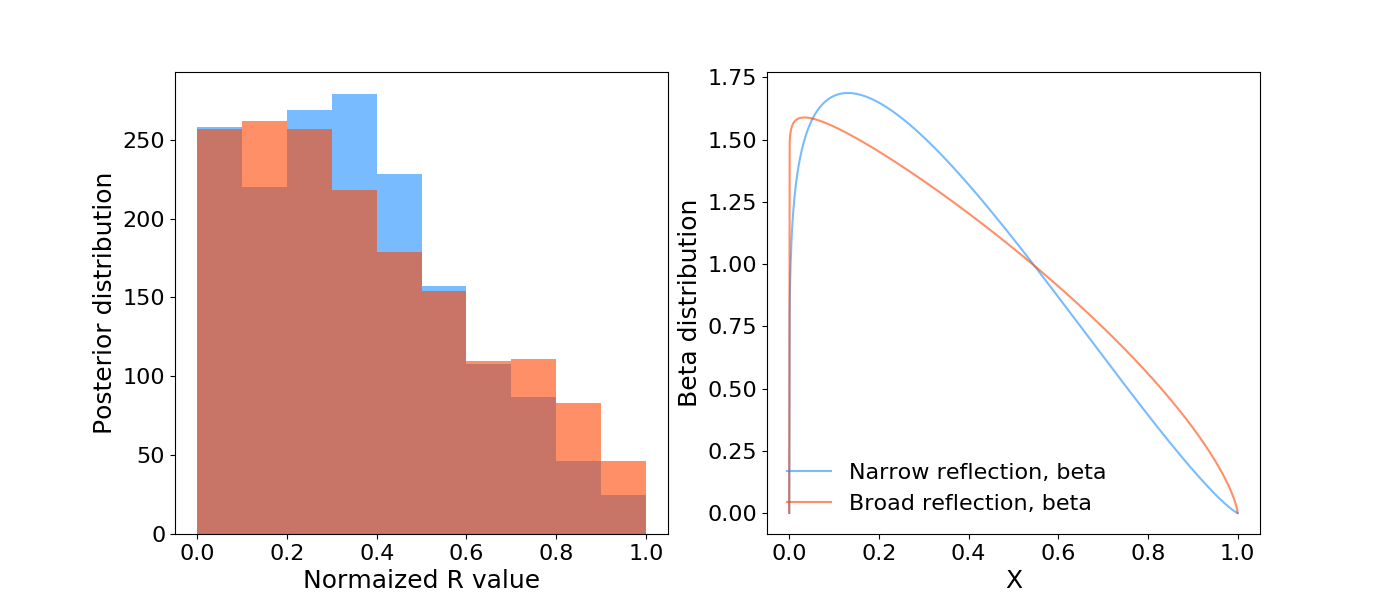 Posterior distribution
250
200
150
100
50
0
0.0 0.2 0.4 0.6 0.8 1.0
Normaized R value
Beta distribution
1.75
1.50
1.25
1.00
0.75
0.50
0.25
0.00
Narrow reflection, beta
Broad reflection, beta
0.0 0.2 0.4 0.6 0.8 1.0
X